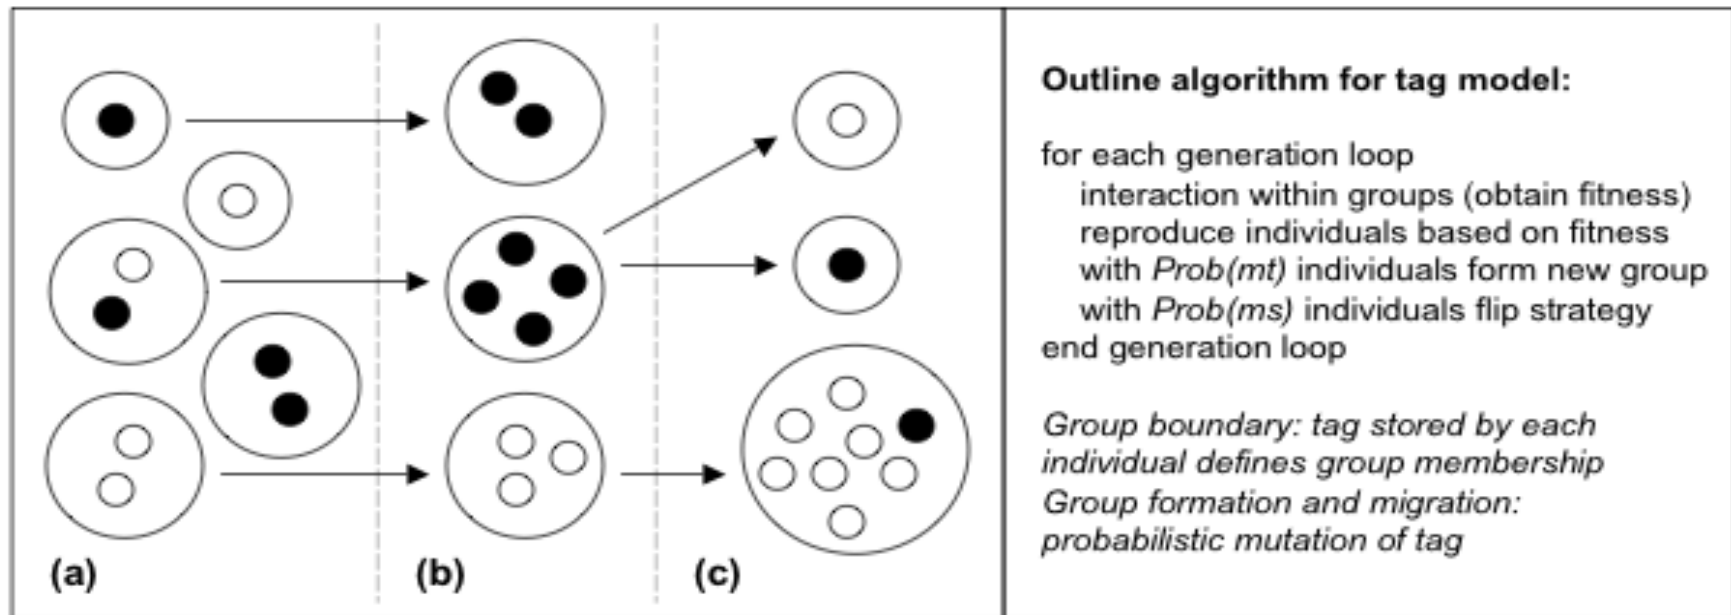 (a)
(b)
(c)
Outline algorithm for tag model:
for each generation loop
interaction within groups (obtain fitness)
reproduce individuals based on fitness
with Prob(mt) individuals form new group
with Prob(ms) individuals flip strategy
end generation loop
Group boundary: tag stored by each
individual defines group membership
Group formation and migration:
probabilistic mutation of tag